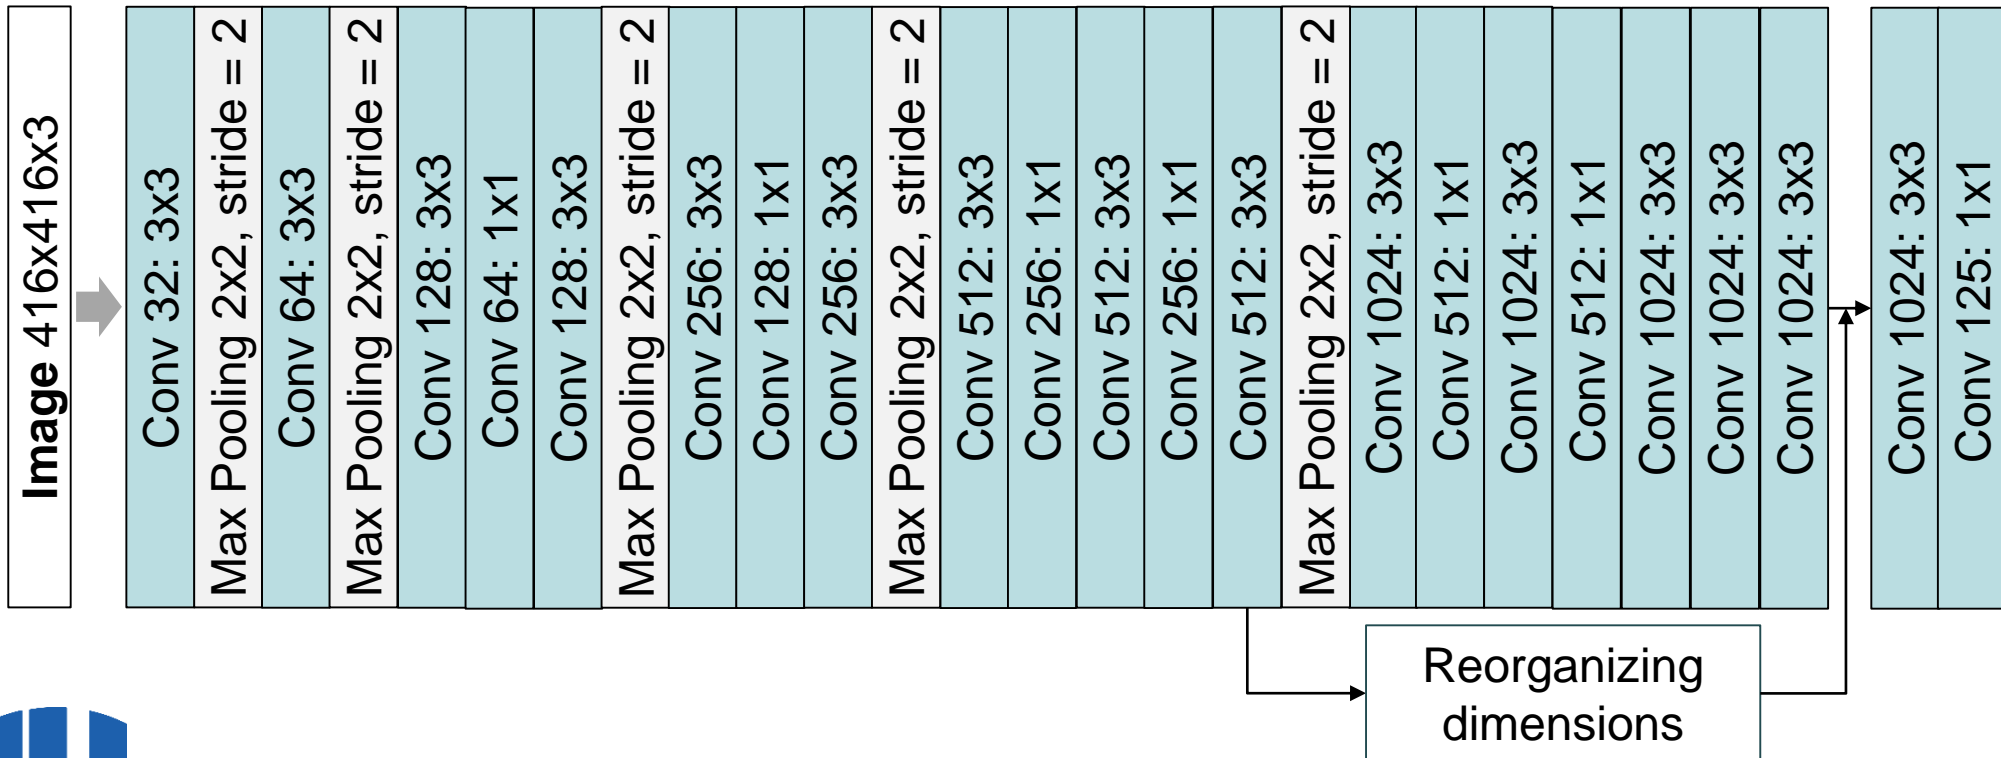 Image 416x416x3
Conv 32: 3x3
Max Pooling 2x2, stride = 2
Conv 64: 3x3
Max Pooling 2x2, stride = 2
Conv 128: 3x3
Conv 64: 1x1
Conv 128: 3x3
Max Pooling 2x2, stride = 2
Conv 256: 3x3
Conv 128: 1x1
Conv 256: 3x3
Max Pooling 2x2, stride = 2
Conv 512: 3x3
Conv 256: 1x1
Conv 512: 3x3
Conv 256: 1x1
Conv 512: 3x3
Max Pooling 2x2, stride = 2
Conv 1024: 3x3
Conv 512: 1x1
Conv 1024: 3x3
Conv 512: 1x1
Conv 1024: 3x3
Conv 1024: 3x3
Conv 1024: 3x3
Conv 1024: 3x3
Conv 125: 1x1
Reorganizing
dimensions